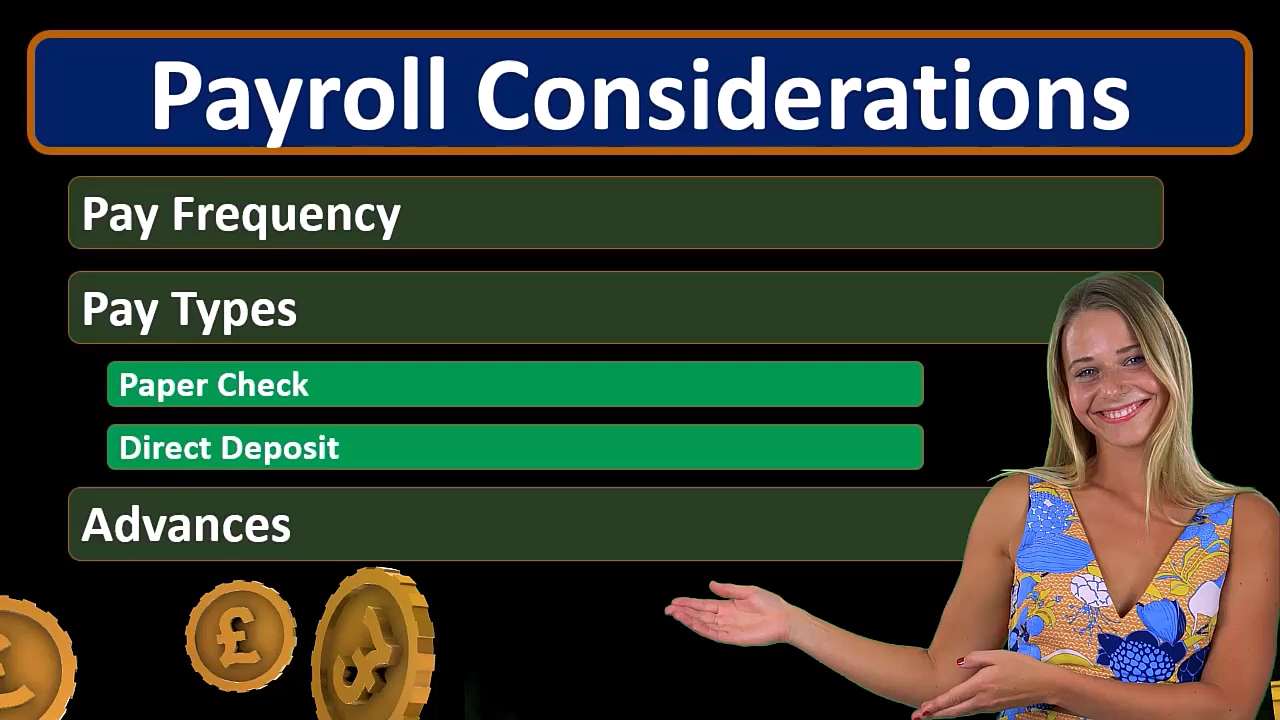 Payroll Considerations
Pay Frequency
Pay Types
Paper Check
Direct Deposit
Advances
£